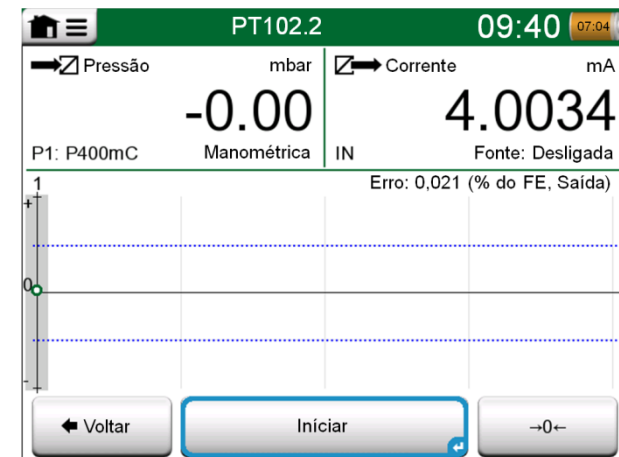 PT102.2 09:40 07:04
Pressão mbar
-0.00
P1: P400mC Manométrica
Corrente mA
4.0034
IN Fonte: Desligada
1 Erro: 0,021 (% do FE, Saída)
+
0
-
Voltar Iníciar →0←